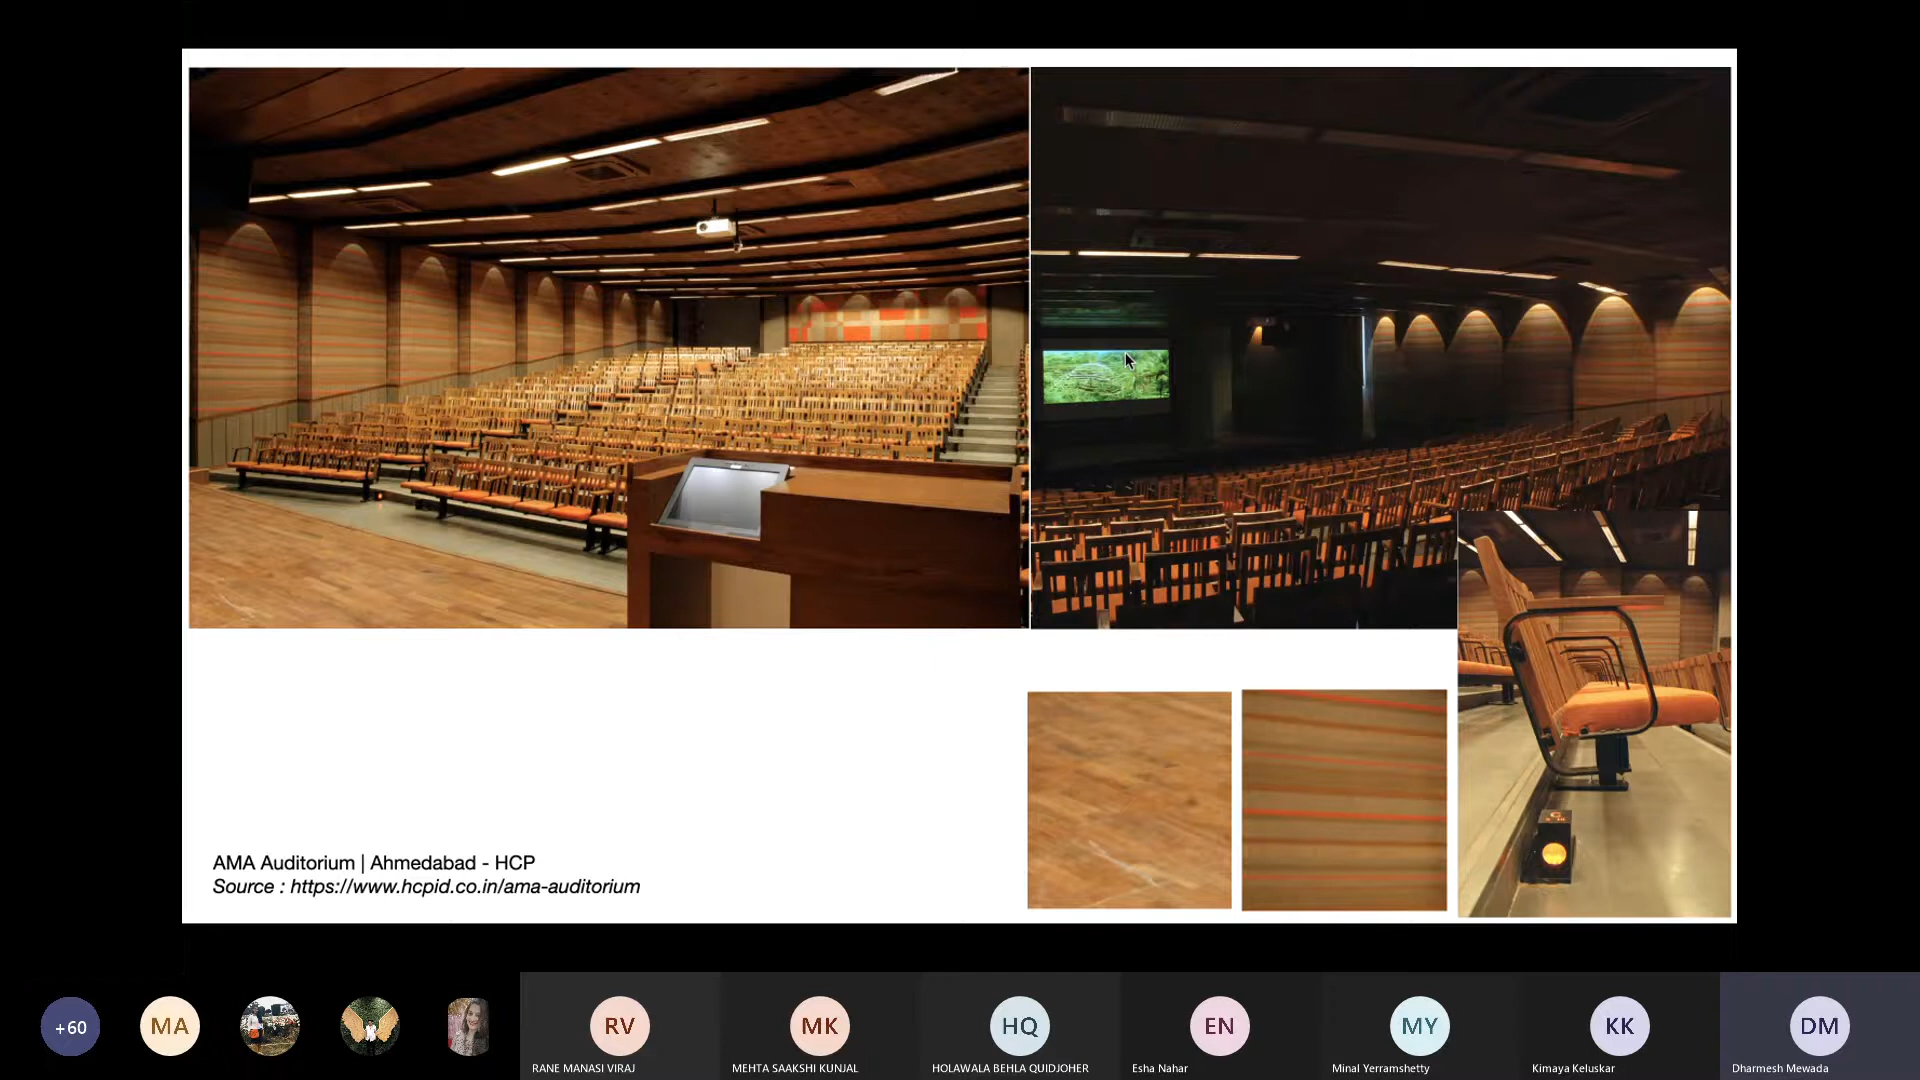 AMA Auditorium | Ahmedabad - HCP
Source : https://www.hcpid.co.in/ama-auditorium
+60
MA
RV
MK
HQ
EN
MY
KK
DM
RANE MANASI VIRAJ
MEHTA SAAKSHI KUNJAL
HOLAWALA BEHLA QUIDJOHER
Esha Nahar
Minal Yerramshetty
Kimaya Keluskar
Dharmesh Mewada